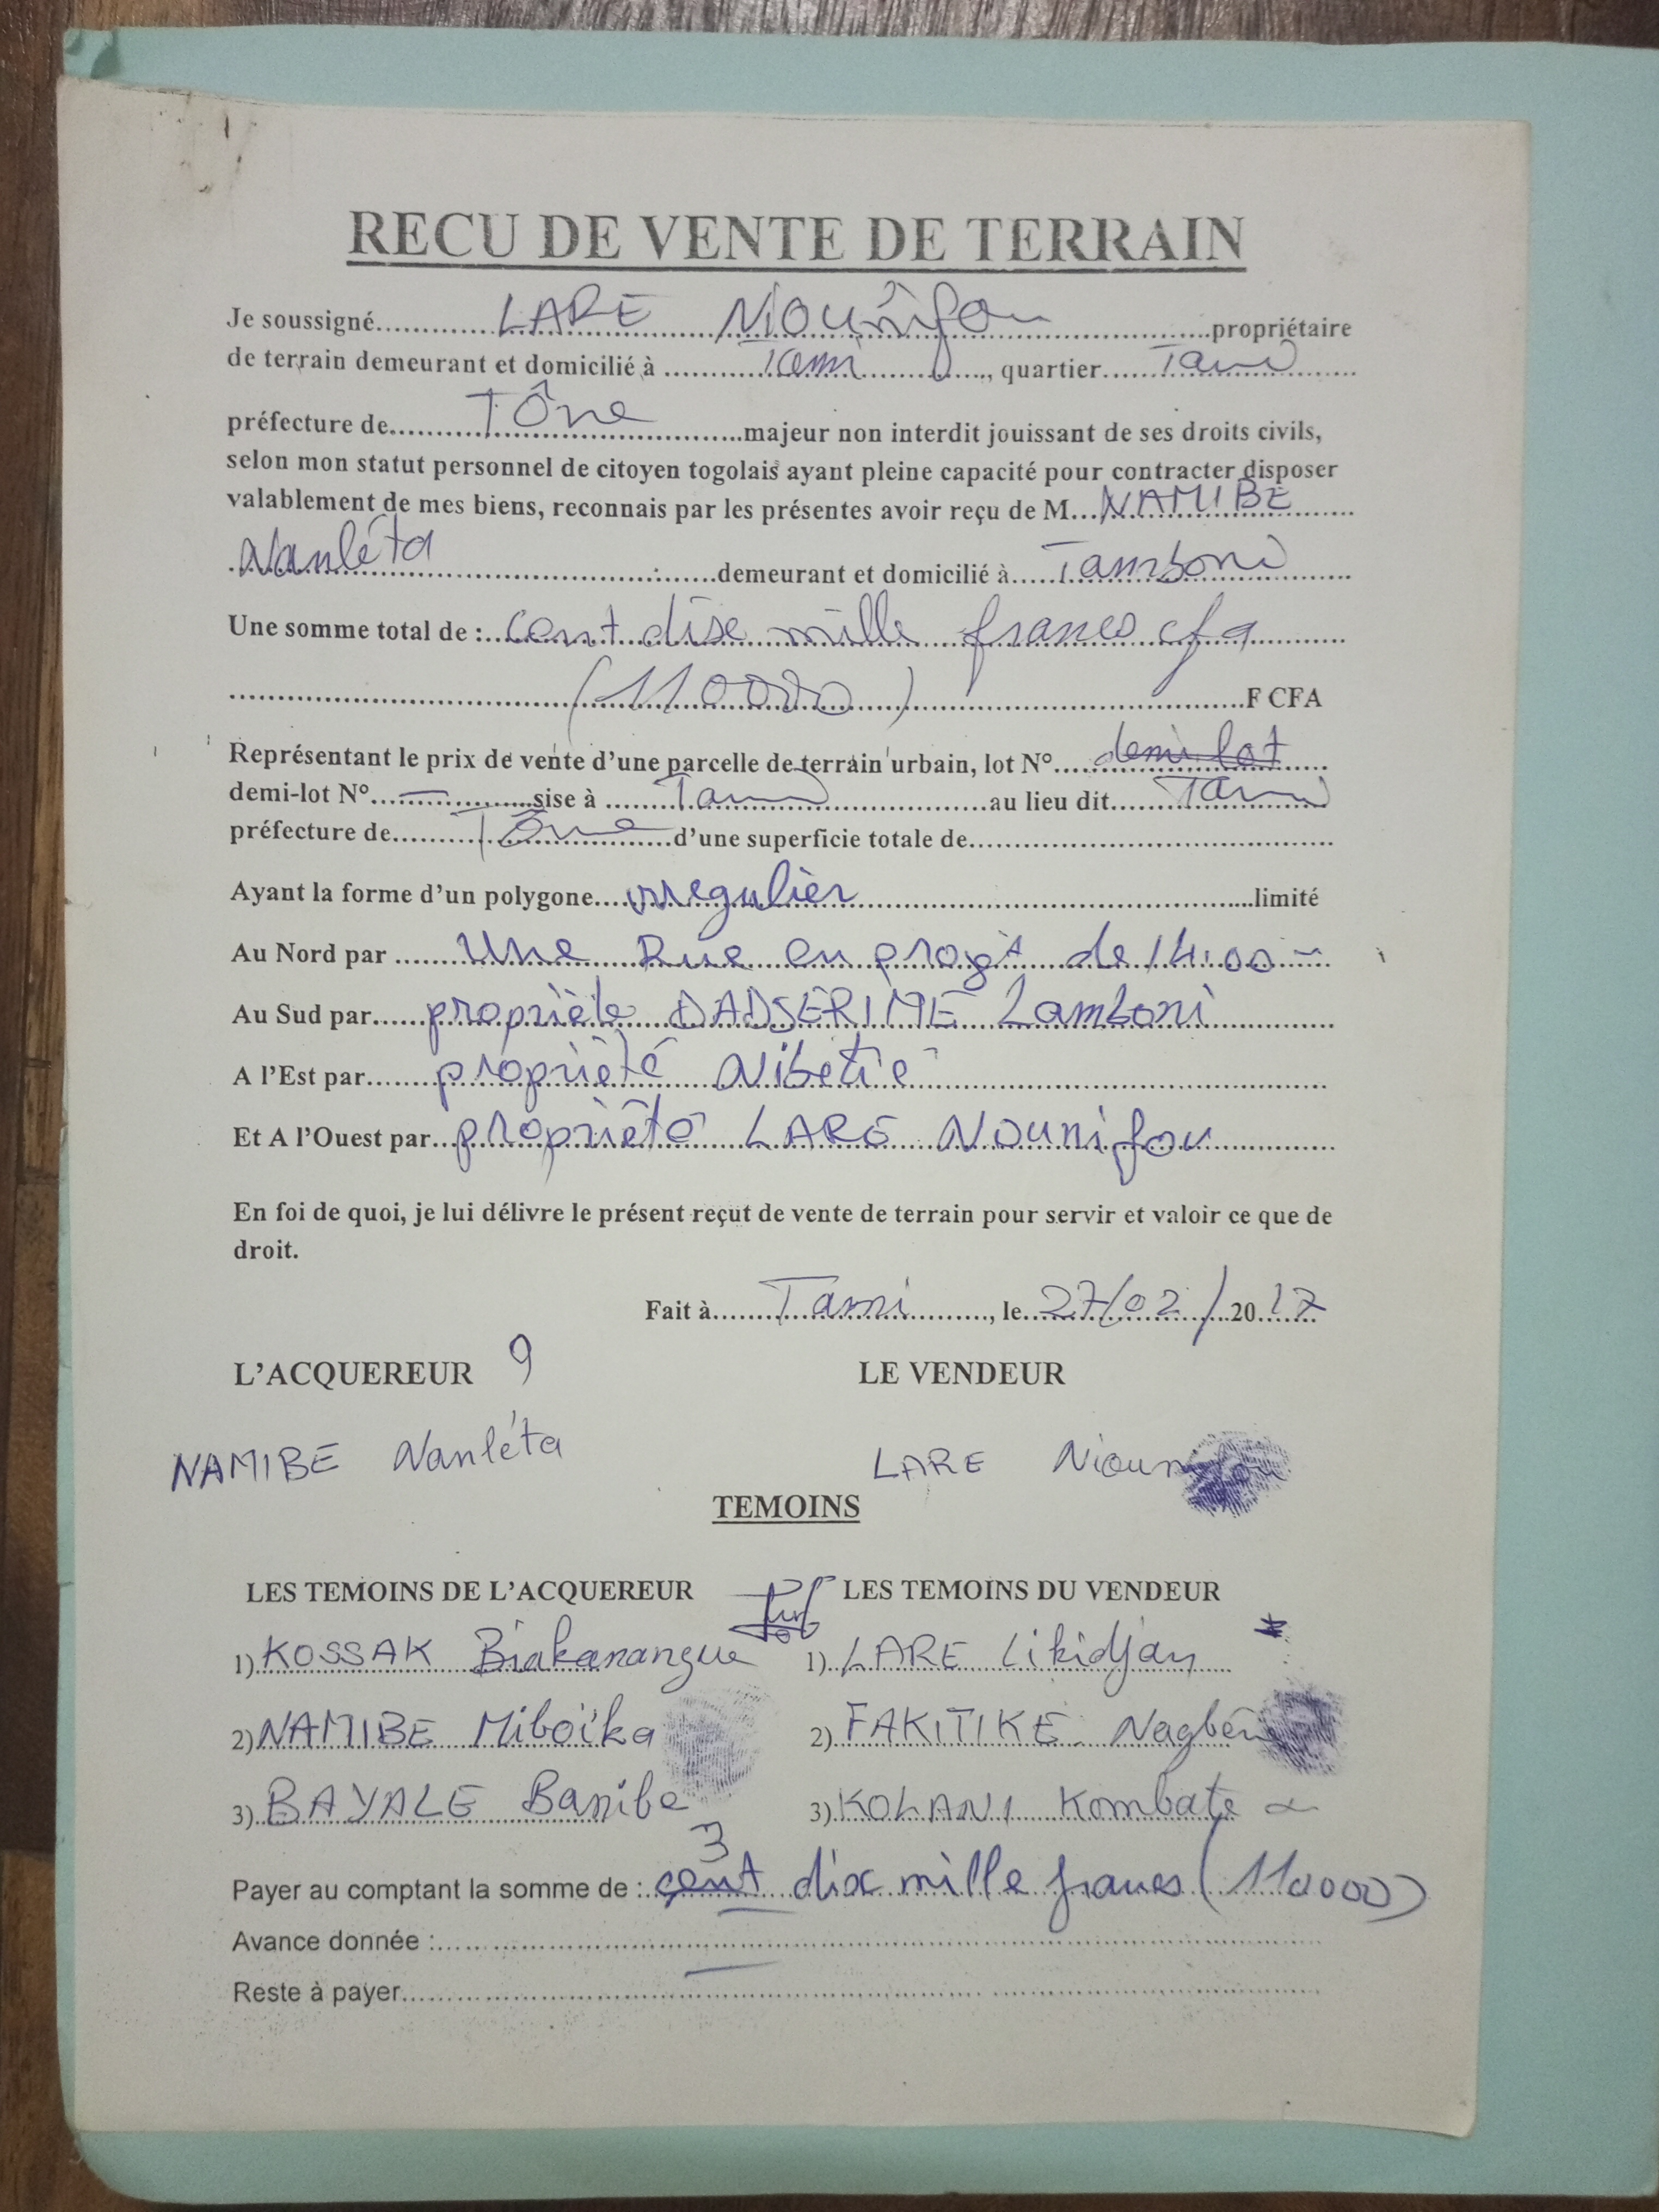 RECU DE VENTE DE TERRAIN
Je soussigné.............LARE Niounifou....................propriétaire
de terrain demeurant et domicilié à ..........Tami............, quartier......Tami..........
préfecture de..........Tône..................majeur non interdit jouissant de ses droits civils,
selon mon statut personnel de citoyen togolais ayant pleine capacité pour contracter disposer
valablement de mes biens, reconnais par les présentes avoir reçu de M...NAMIBE........
Nanléta...............................:......demeurant et domicilié à.....Tamboni........
Une somme total de :..cent dise mille francs cfa..........
........................................(110000)........................................F CFA
Représentant le prix de vente d'une parcelle de terrain urbain, lot N°....demi lot.....
demi-lot N°...—..........sise à .......Tami..................au lieu dit......Tami
préfecture de.........Tône...........d'une superficie totale de..........................................
Ayant la forme d'un polygone....irregulier..........................................limité
Au Nord par ......Une Rue en projet de 14.00 -
Au Sud par......propriété DADSERIME Lamboni............
A l'Est par.......propriété Nibétié............................
Et A l'Ouest par..propriété LARE NOUNifou............
En foi de quoi, je lui délivre le présent reçut de vente de terrain pour servir et valoir ce que de
droit.
Fait à........Tami.........., le..27/02/..20.17
L'ACQUEREUR 9 LE VENDEUR
NAMIBE Nanléta LARE Niounifou
TEMOINS
LES TEMOINS DE L'ACQUEREUR LES TEMOINS DU VENDEUR
1) KOSSAK Biakanangue 1) LARE Likidjan
2) NAMIBE Miboïka 2) FAKITIKE Nagbén
3) BAYALE Banibe 3) KOLANI Kombate
3
Payer au comptant la somme de : cent dix mille francs (110000)
Avance donnée :..........................................................
Reste à payer..........................................................